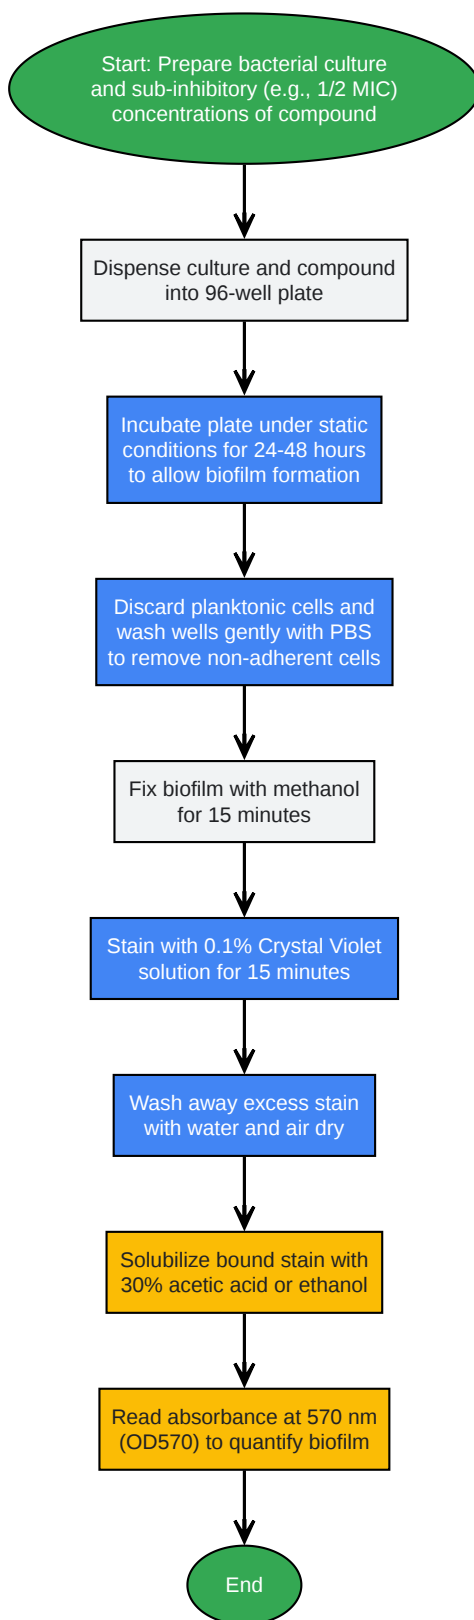 Start: Prepare bacterial culture
and sub-inhibitory (e.g., 1/2 MIC)
concentrations of compound
Dispense culture and compound
into 96-well plate
Incubate plate under static
conditions for 24-48 hours
to allow biofilm formation
Discard planktonic cells and
wash wells gently with PBS
to remove non-adherent cells
Fix biofilm with methanol
for 15 minutes
Stain with 0.1% Crystal Violet
solution for 15 minutes
Wash away excess stain
with water and air dry
Solubilize bound stain with
30% acetic acid or ethanol
Read absorbance at 570 nm
(OD570) to quantify biofilm
End